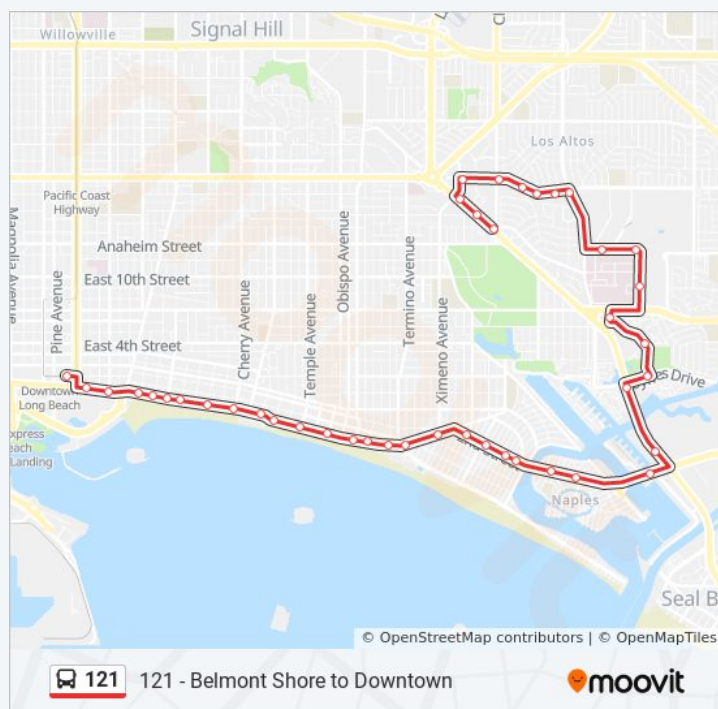 Willowville
Signal Hill
Los Altos
Pacific Coast
Highway
Magnolia Avenue
Pine Avenue
Anaheim Street
East 10th Street
East 4th Street
Cherry Avenue
Temple Avenue
Obispo Avenue
Termino Avenue
Ximeno Avenue
Drive
Downtown
Long Beach
Express
each
Landing
Street
Naples
Seal B
© OpenStreetMap contributors | © OpenMapTiles
121
121 - Belmont Shore to Downtown
moovit